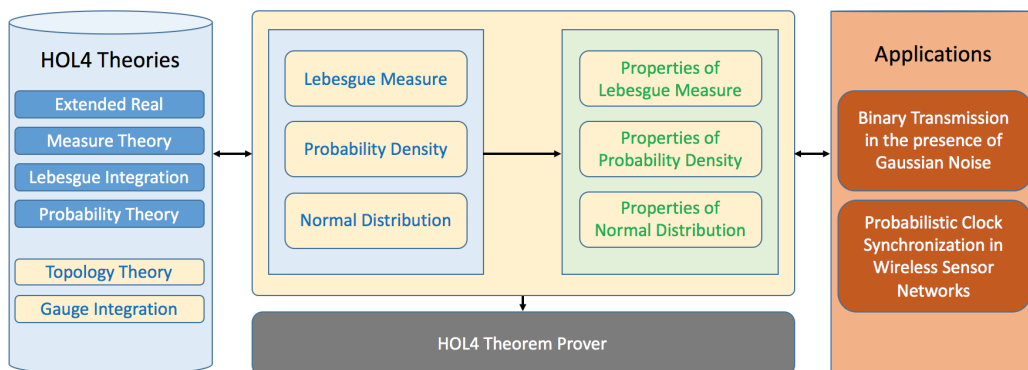 HOL4 Theories
Extended Real
Measure Theory
Lebesgue Integration
Probability Theory
Topology Theory
Gauge Integration
Lebesgue Measure
Probability Density
Normal Distribution
Properties of
Lebesgue Measure
Properties of
Probability Density
Properties of
Normal Distribution
HOL4 Theorem Prover
Applications
Binary Transmission
in the presence of
Gaussian Noise
Probabilistic Clock
Synchronization in
Wireless Sensor
Networks